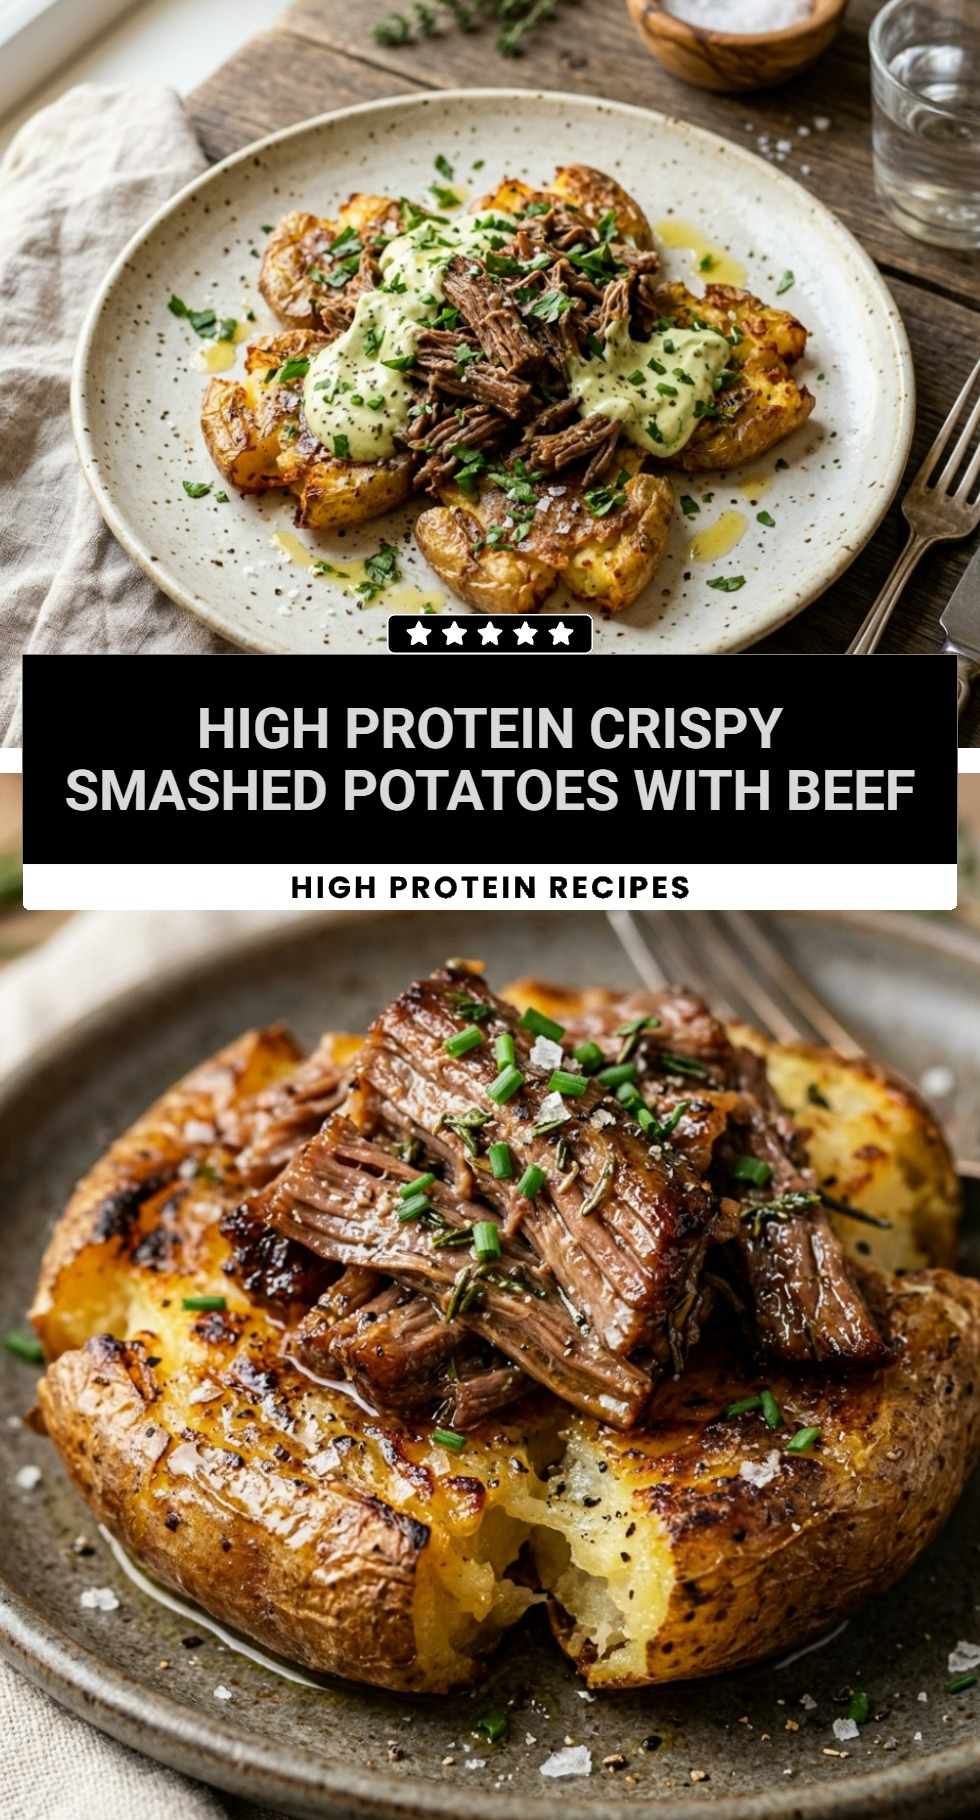 HIGH PROTEIN CRISPY
SMASHED POTATOES WITH BEEF
HIGH PROTEIN RECIPES